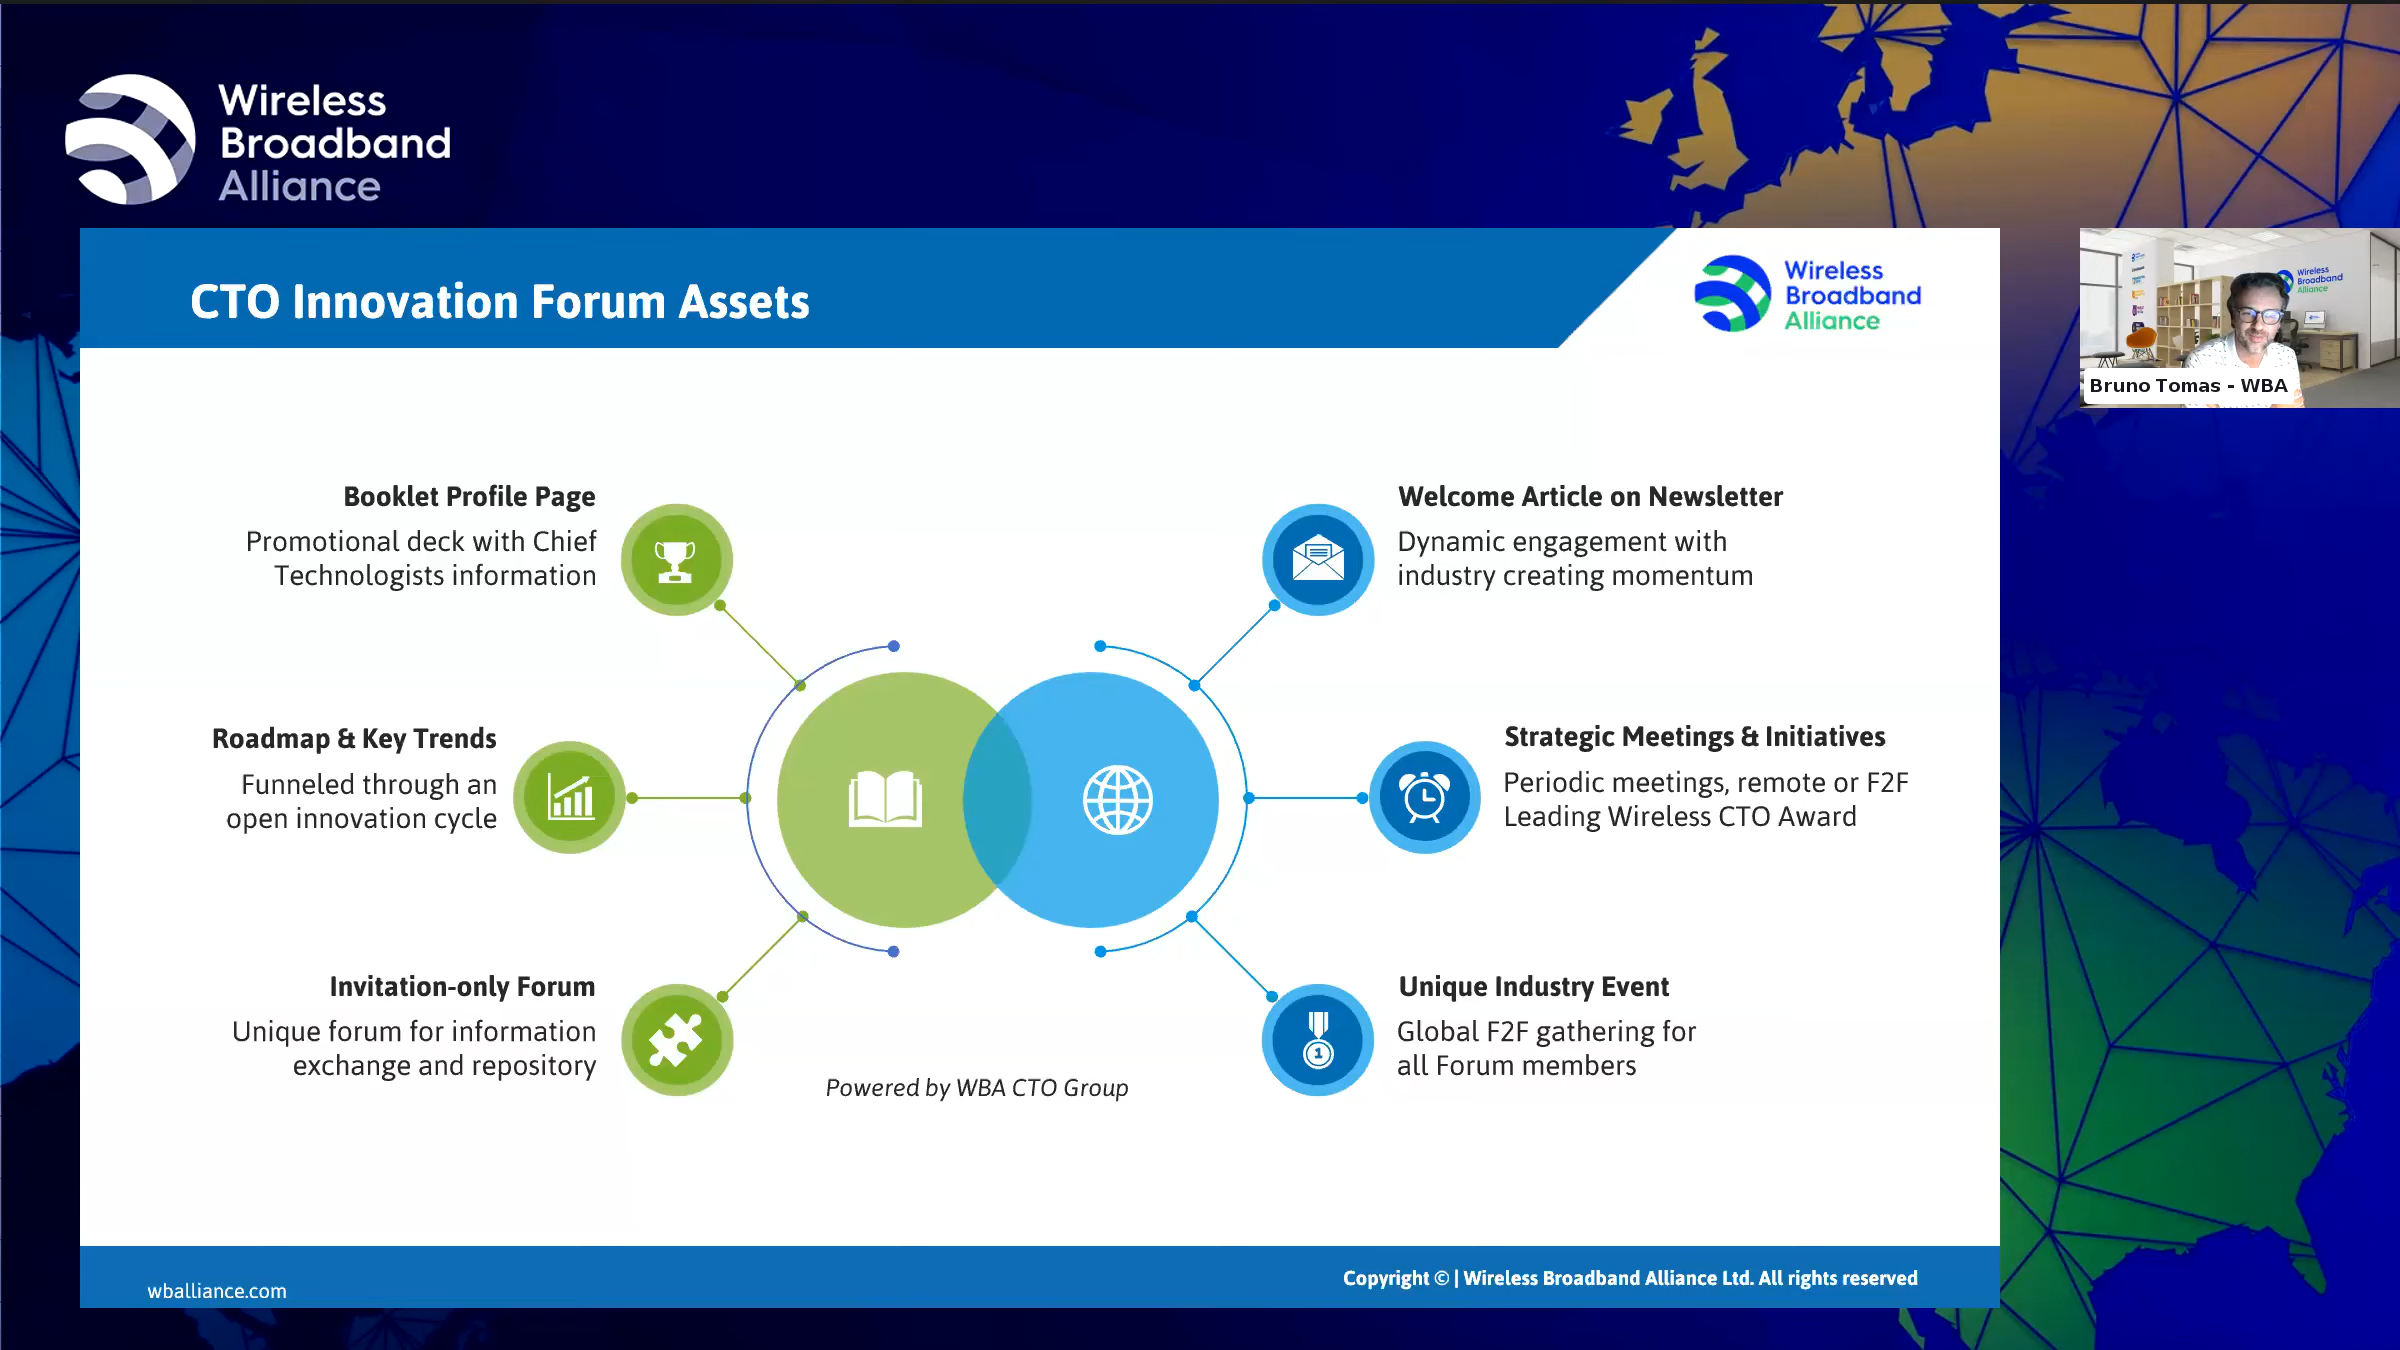 Wireless
Broadband
Alliance
CTO Innovation Forum Assets
Wireless
Broadband
Alliance
Wireless
Broadband
Alliance
Bruno Tomas - WBA
Booklet Profile Page
Promotional deck with Chief
Technologists information
Welcome Article on Newsletter
Dynamic engagement with
industry creating momentum
Roadmap & Key Trends
Funneled through an
open innovation cycle
Strategic Meetings & Initiatives
Periodic meetings, remote or F2F
Leading Wireless CTO Award
Invitation-only Forum
Unique forum for information
exchange and repository
Unique Industry Event
1
Global F2F gathering for
all Forum members
Powered by WBA CTO Group
wballiance.com
Copyright © | Wireless Broadband Alliance Ltd. All rights reserved